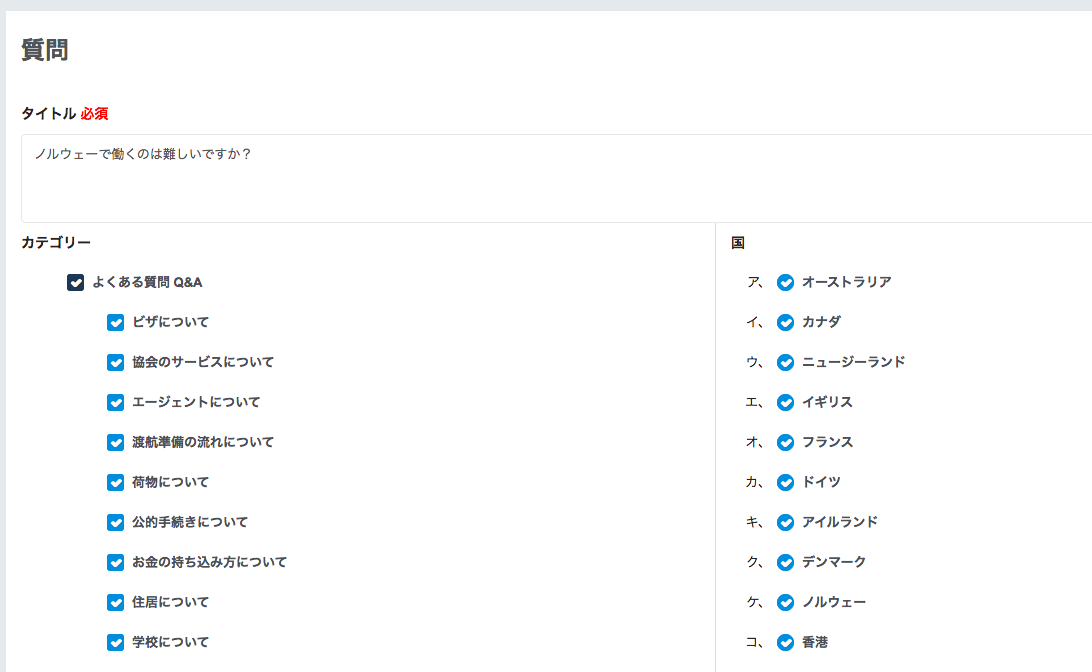 質問
タイトル 必須
ノルウェーで働くのは難しいですか？
カテゴリー
よくある質問 Q&A
ビザについて
協会のサービスについて
エージェントについて
渡航準備の流れについて
荷物について
公的手続きについて
お金の持ち込み方について
住居について
学校について
国
ア、 オーストラリア
イ、 カナダ
ウ、 ニュージーランド
エ、 イギリス
オ、 フランス
カ、 ドイツ
キ、 アイルランド
ク、 デンマーク
ケ、 ノルウェー
コ、 香港